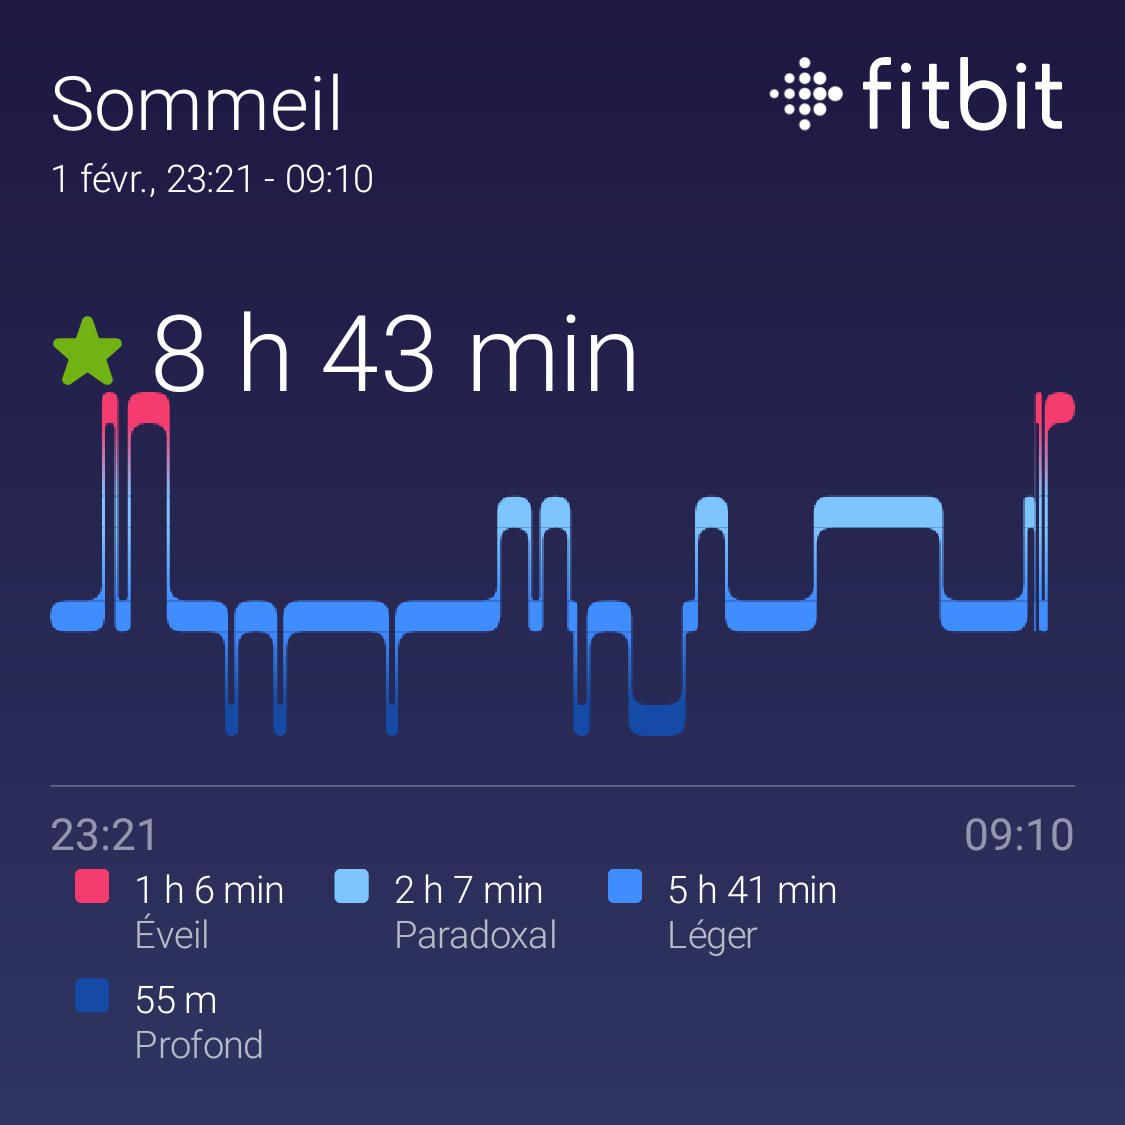 Sommeil
fitbit
1 févr., 23:21 - 09:10
8 h 43 min
23:21
09:10
1 h 6 min
Éveil
2 h 7 min
Paradoxal
5 h 41 min
Léger
55 m
Profond